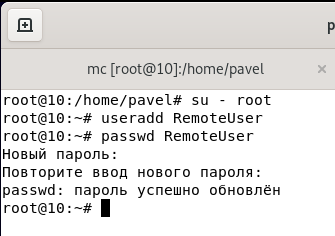 p
mc [root@10]:/home/pavel
root@10:/home/pavel# su - root
root@10:~# useradd RemoteUser
root@10:~# passwd RemoteUser
Новый пароль:
Повторите ввод нового пароля:
passwd: пароль успешно обновлён
root@10:~#